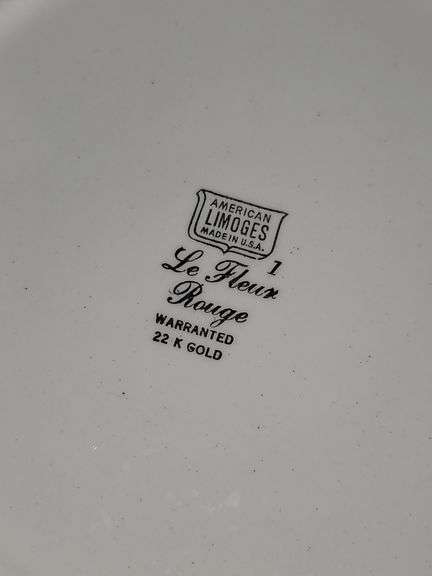 AMERICAN
LIMOGES
MADE IN U.S.A.
1
Le Fleur
Rouge
WARRANTED
22 K GOLD